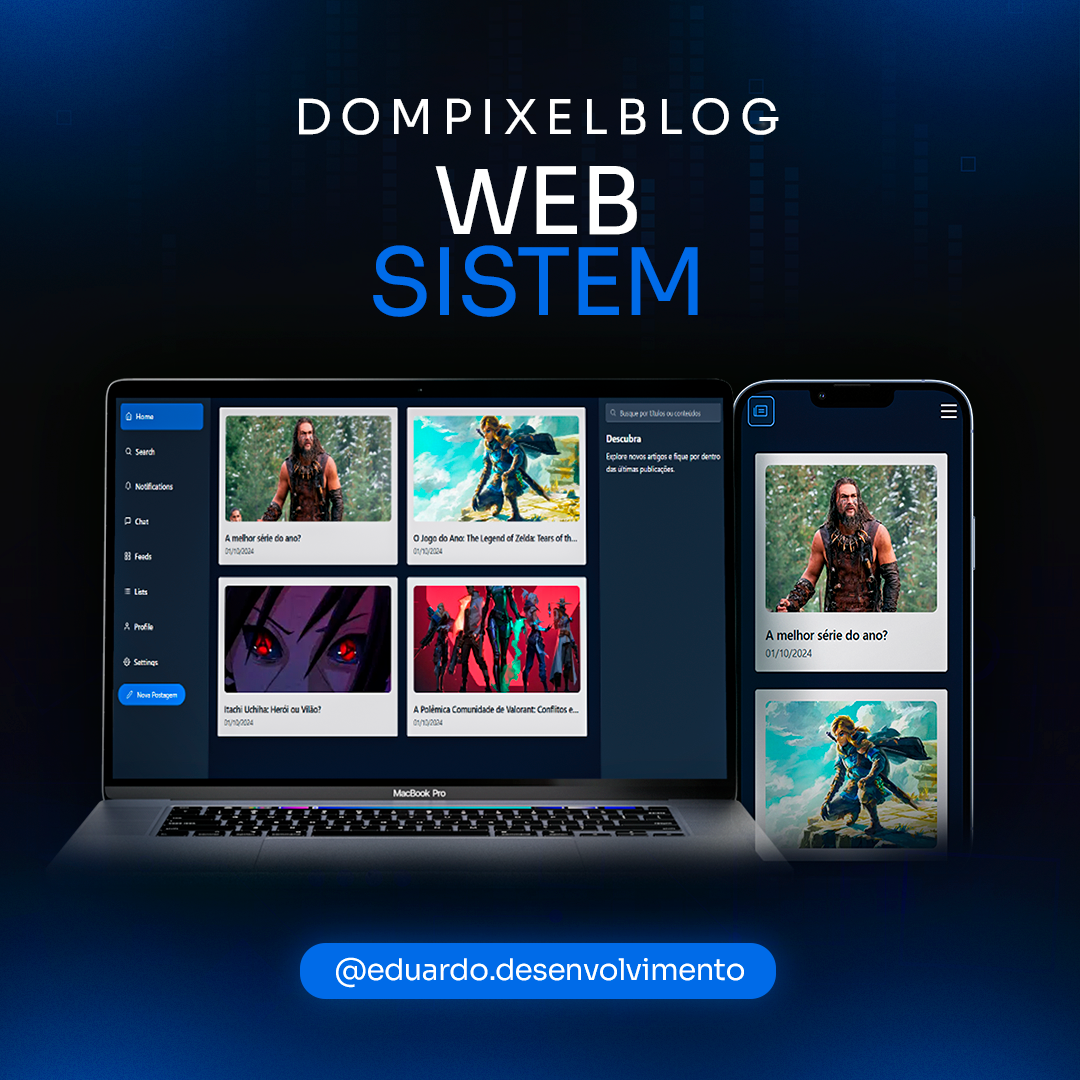 DOMPIXELBLOG
WEB
SISTEM
Home
Search
Notifications
Chat
Feeds
Lists
Profile
Settings
Nova Postagem
A melhor série do ano?
01/10/2024
O Jogo do Ano: The Legend of Zelda: Tears of th...
01/10/2024
Itachi Uchiha: Herói ou Vilão?
01/10/2024
A Polêmica Comunidade de Valorant: Conflitos e...
01/10/2024
Busque por títulos ou conteúdos
Descubra
Explore novos artigos e fique por dentro
das últimas publicações.
MacBook Pro
A melhor série do ano?
01/10/2024
@eduardo.desenvolvimento